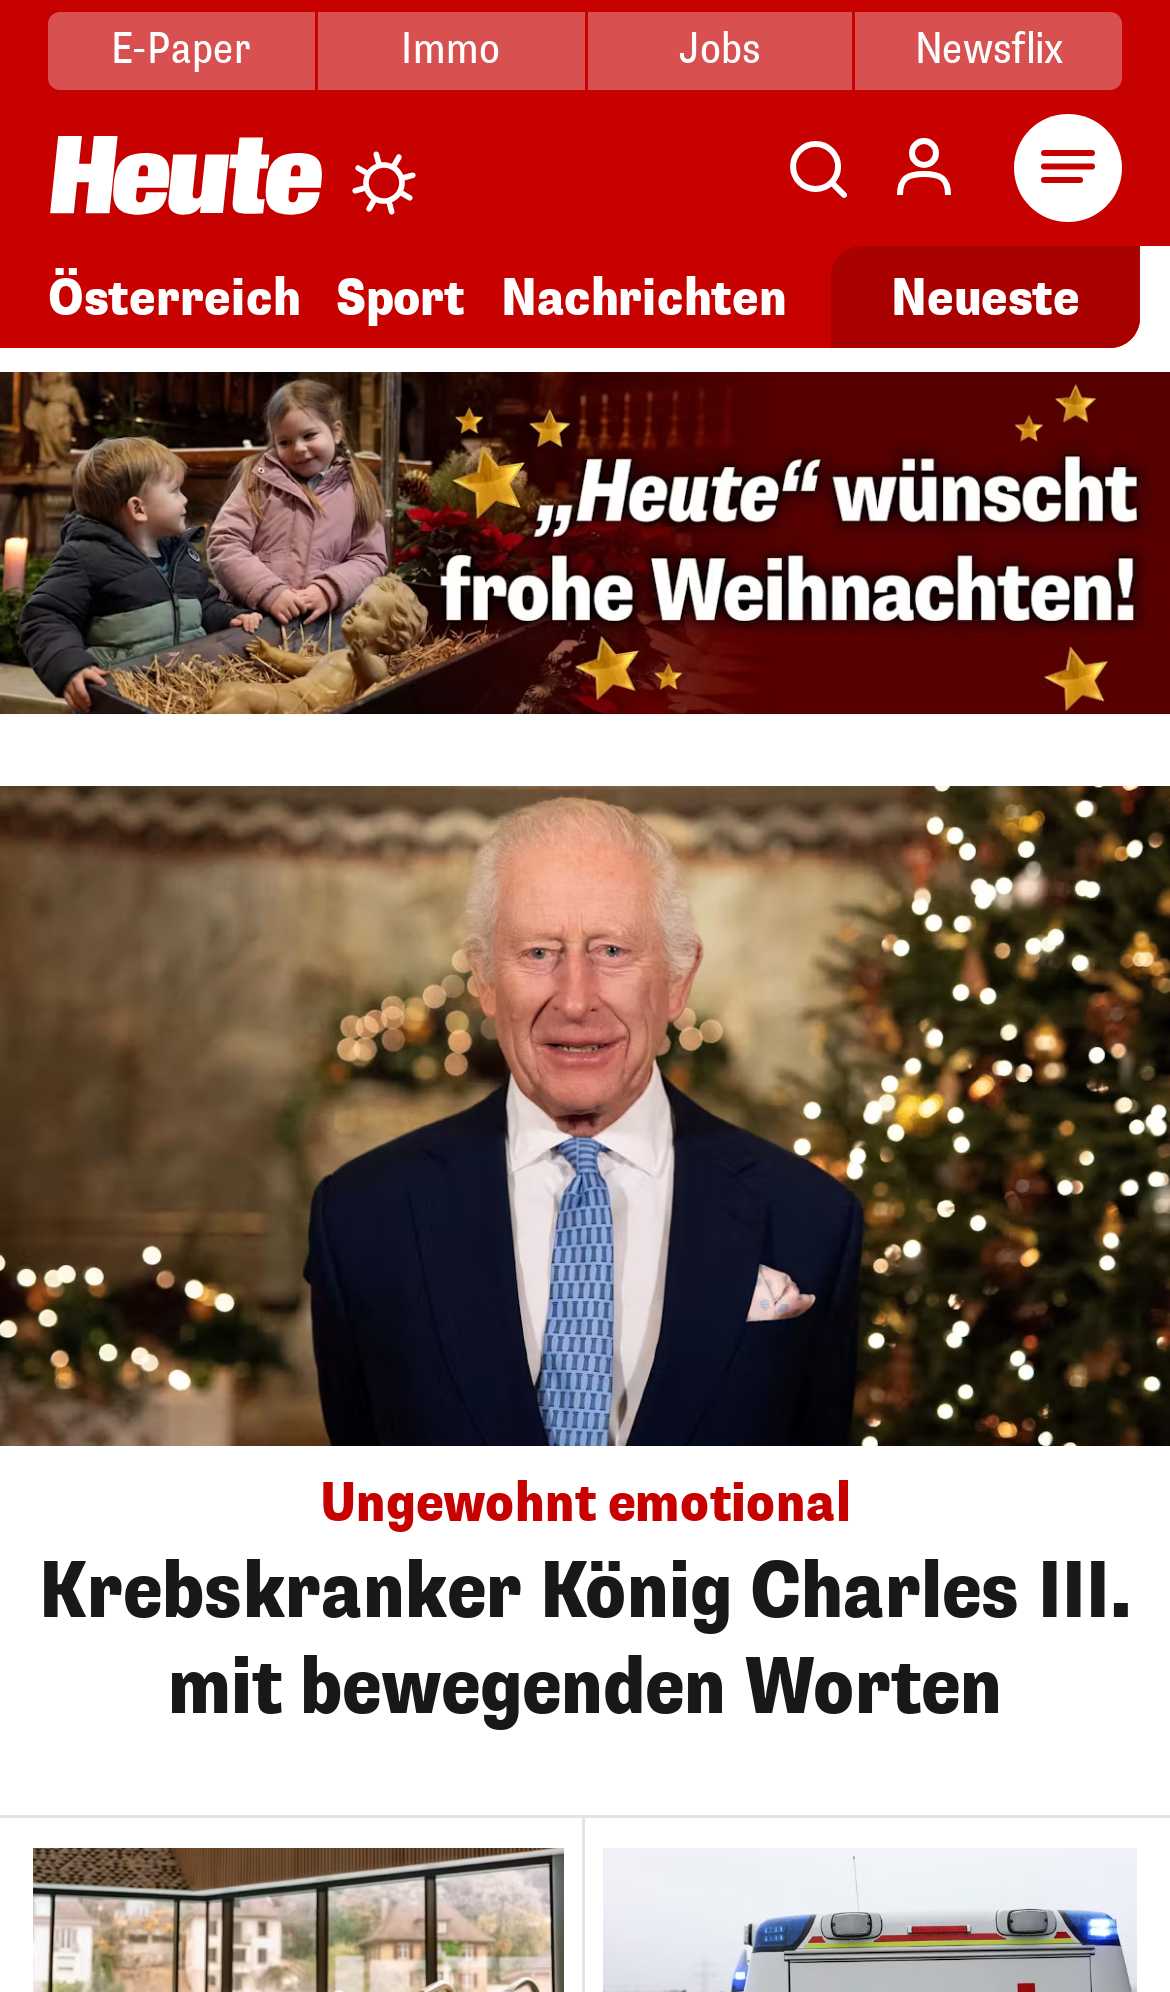 E-Paper
Immo
Jobs
Newsflix
Heute
Österreich
Sport
Nachrichten
Neueste
„Heute“ wünscht
frohe Weihnachten!
Ungewohnt emotional
Krebskranker König Charles III.
mit bewegenden Worten